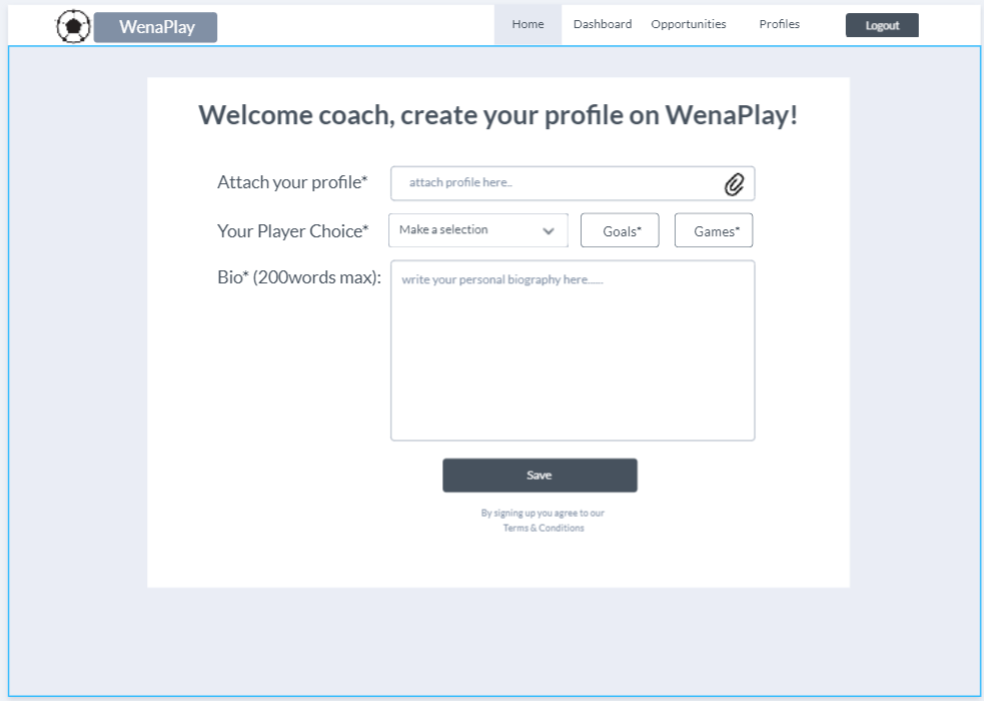 WenaPlay
Home Dashboard Opportunities Profiles Logout
Welcome coach, create your profile on WenaPlay!
Attach your profile* attach profile here..
Your Player Choice* Make a selection Goals* Games*
Bio* (200words max): write your personal biography here......
Save
By signing up you agree to our
Terms & Conditions